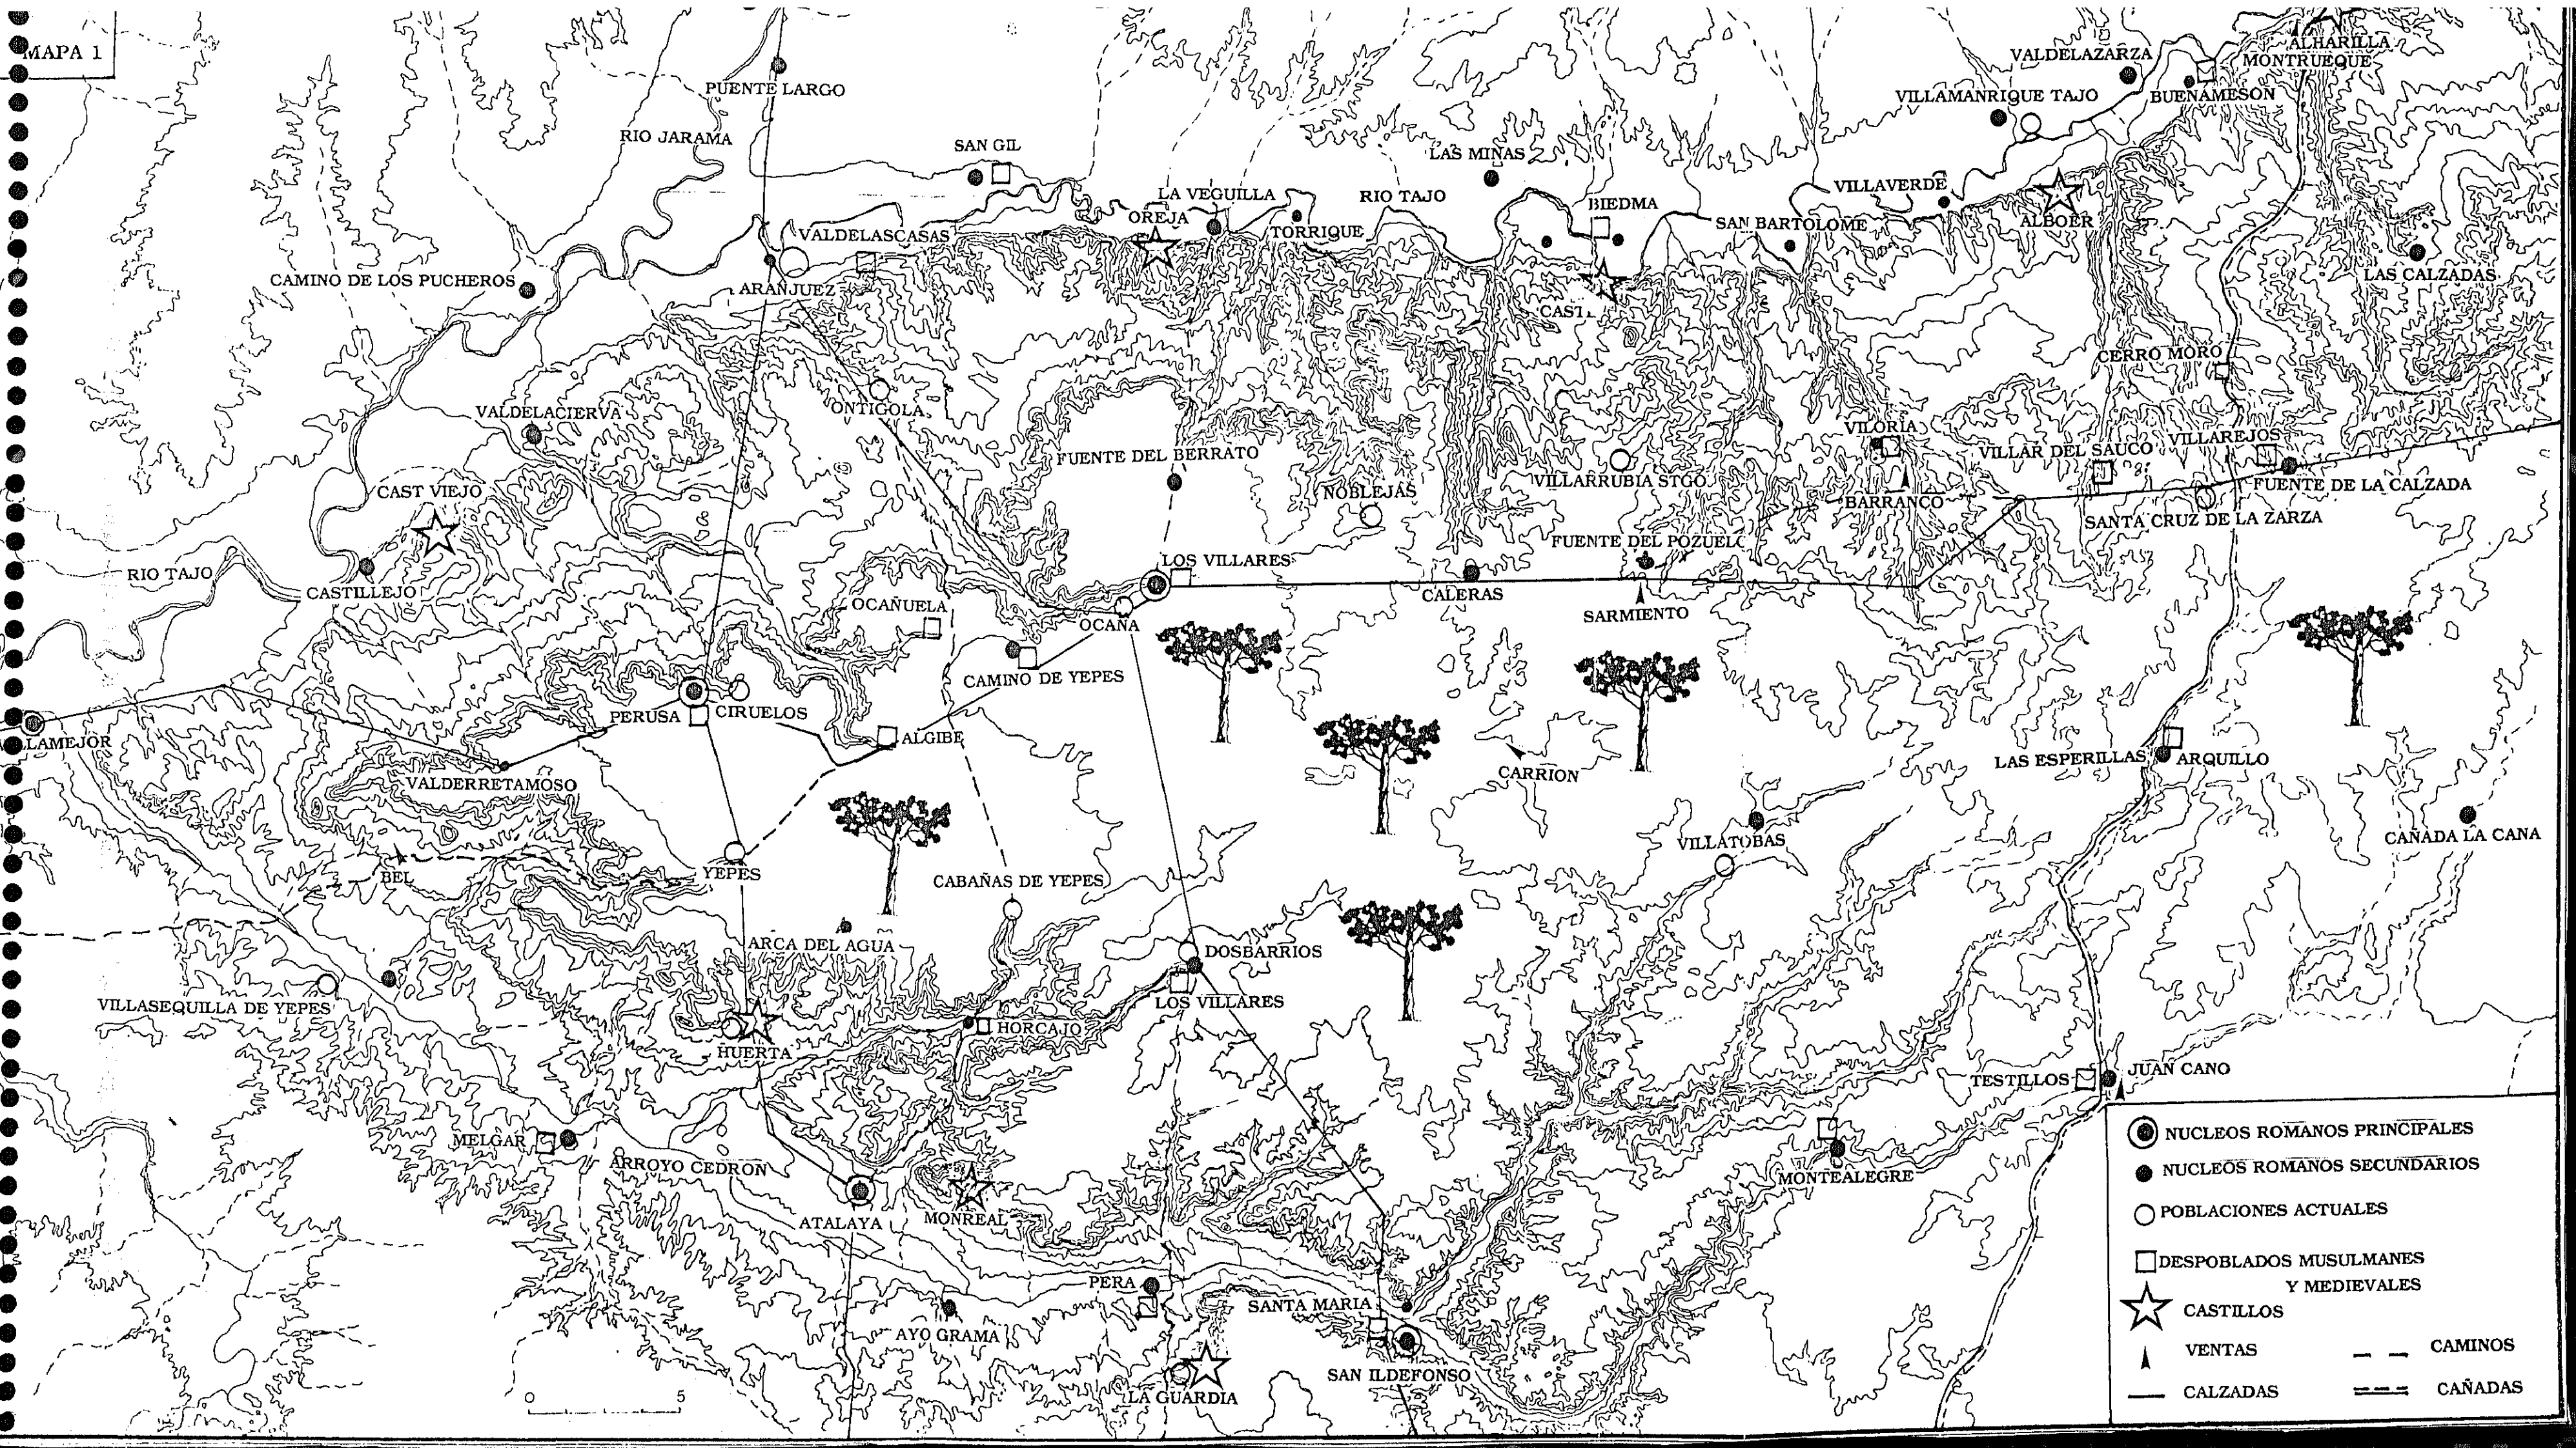 MAPA 1
PUENTE LARGO
RIO JARAMA
SAN GIL
LA VEGUILLA
OREJA
TORRIQUE
RIO TAJO
LAS MINAS
BIEDMA
SAN BARTOLOME
VILLAVERDE
ALBOER
VILLAMANRIQUE TAJO
VALDELAZARZA
BUENAMESON
ALHARILLA
MONTRUEQUE
LAS CALZADAS
VALDELASCASAS
ARANJUEZ
CAMINO DE LOS PUCHEROS
CAST.
CERRO MORO
ONTIGOLA
VALDELACIERVA
FUENTE DEL BERRATO
NOBLEJAS
VILLARRUBIA STGO
VILORIA
BARRANCO
VILLAR DEL SAUCO
VILLAREJOS
FUENTE DE LA CALZADA
SANTA CRUZ DE LA ZARZA
CAST VIEJO
FUENTE DEL POZUELO
LOS VILLARES
RIO TAJO
CASTILLEJO
OCAÑUELA
OCAÑA
CALERAS
SARMIENTO
CAMINO DE YEPES
PERUSA
CIRUELOS
ALGIBE
LAMEJOR
VALDERRETAMOSO
CARRION
LAS ESPERILLAS
ARQUILLO
CAÑADA LA CANA
VILLATOBAS
BEL
YEPES
CABAÑAS DE YEPES
ARCA DEL AGUA
DOSBARRIOS
LOS VILLARES
VILLASEQUILLA DE YEPES
HORCAJO
HUERTA
TESTILLOS
JUAN CANO
MELGAR
ARROYO CEDRON
MONTEALEGRE
ATALAYA
MONREAL
PERA
SANTA MARIA
AYO GRAMA
SAN ILDEFONSO
LA GUARDIA
0 5
NUCLEOS ROMANOS PRINCIPALES
NUCLEOS ROMANOS SECUNDARIOS
POBLACIONES ACTUALES
DESPOBLADOS MUSULMANES
Y MEDIEVALES
CASTILLOS
VENTAS
CAMINOS
CALZADAS
CAÑADAS